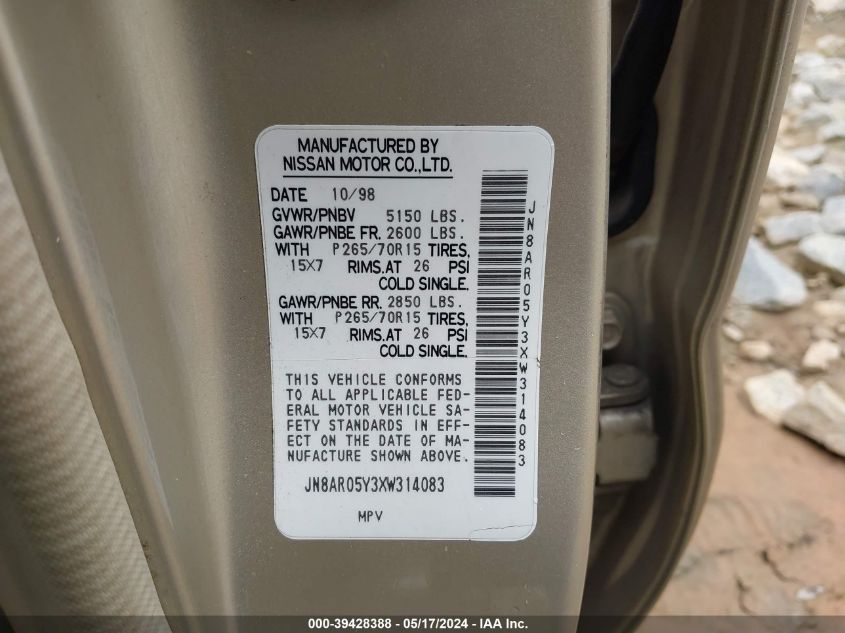 MANUFACTURED BY
NISSAN MOTOR CO.,LTD.
DATE 10/98
GVWR/PNBV 5150 LBS.
GAWR/PNBE FR. 2600 LBS.
WITH P265/70R15 TIRES,
15X7 RIMS.AT 26 PSI
COLD SINGLE.
GAWR/PNBE RR. 2850 LBS.
WITH P265/70R15 TIRES,
15X7 RIMS.AT 26 PSI
COLD SINGLE.
THIS VEHICLE CONFORMS
TO ALL APPLICABLE FED-
ERAL MOTOR VEHICLE SA-
FETY STANDARDS IN EFF-
ECT ON THE DATE OF MA-
NUFACTURE SHOWN ABOVE.
JN8AR05Y3XW314083
MPV
JN8AR05Y3XW314083
000-39428388 - 05/17/2024 - IAA Inc.